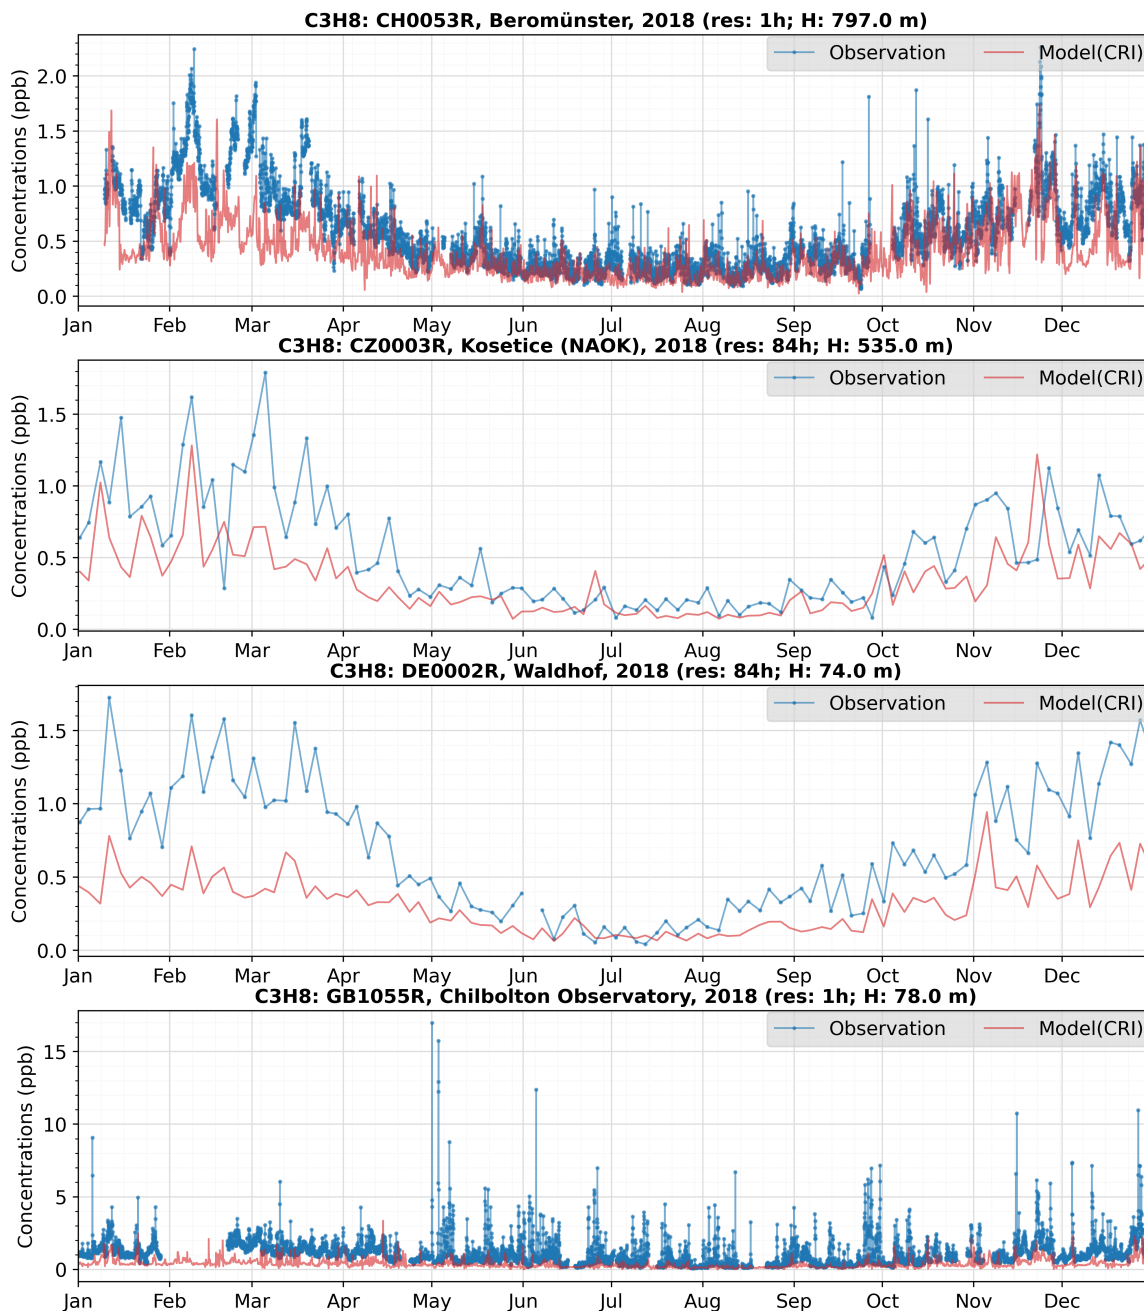 C3H8: CH0053R, Beromünster, 2018 (res: 1h; H: 797.0 m)
Observation Model(CRI)
Concentrations (ppb)
2.0
1.5
1.0
0.5
0.0
Jan Feb Mar Apr May Jun Jul Aug Sep Oct Nov Dec
C3H8: CZ0003R, Kosetice (NAOK), 2018 (res: 84h; H: 535.0 m)
Observation Model(CRI)
Concentrations (ppb)
1.5
1.0
0.5
0.0
Jan Feb Mar Apr May Jun Jul Aug Sep Oct Nov Dec
C3H8: DE0002R, Waldhof, 2018 (res: 84h; H: 74.0 m)
Observation Model(CRI)
Concentrations (ppb)
1.5
1.0
0.5
0.0
Jan Feb Mar Apr May Jun Jul Aug Sep Oct Nov Dec
C3H8: GB1055R, Chilbolton Observatory, 2018 (res: 1h; H: 78.0 m)
Observation Model(CRI)
Concentrations (ppb)
15
10
5
0
Jan Feb Mar Apr May Jun Jul Aug Sep Oct Nov Dec